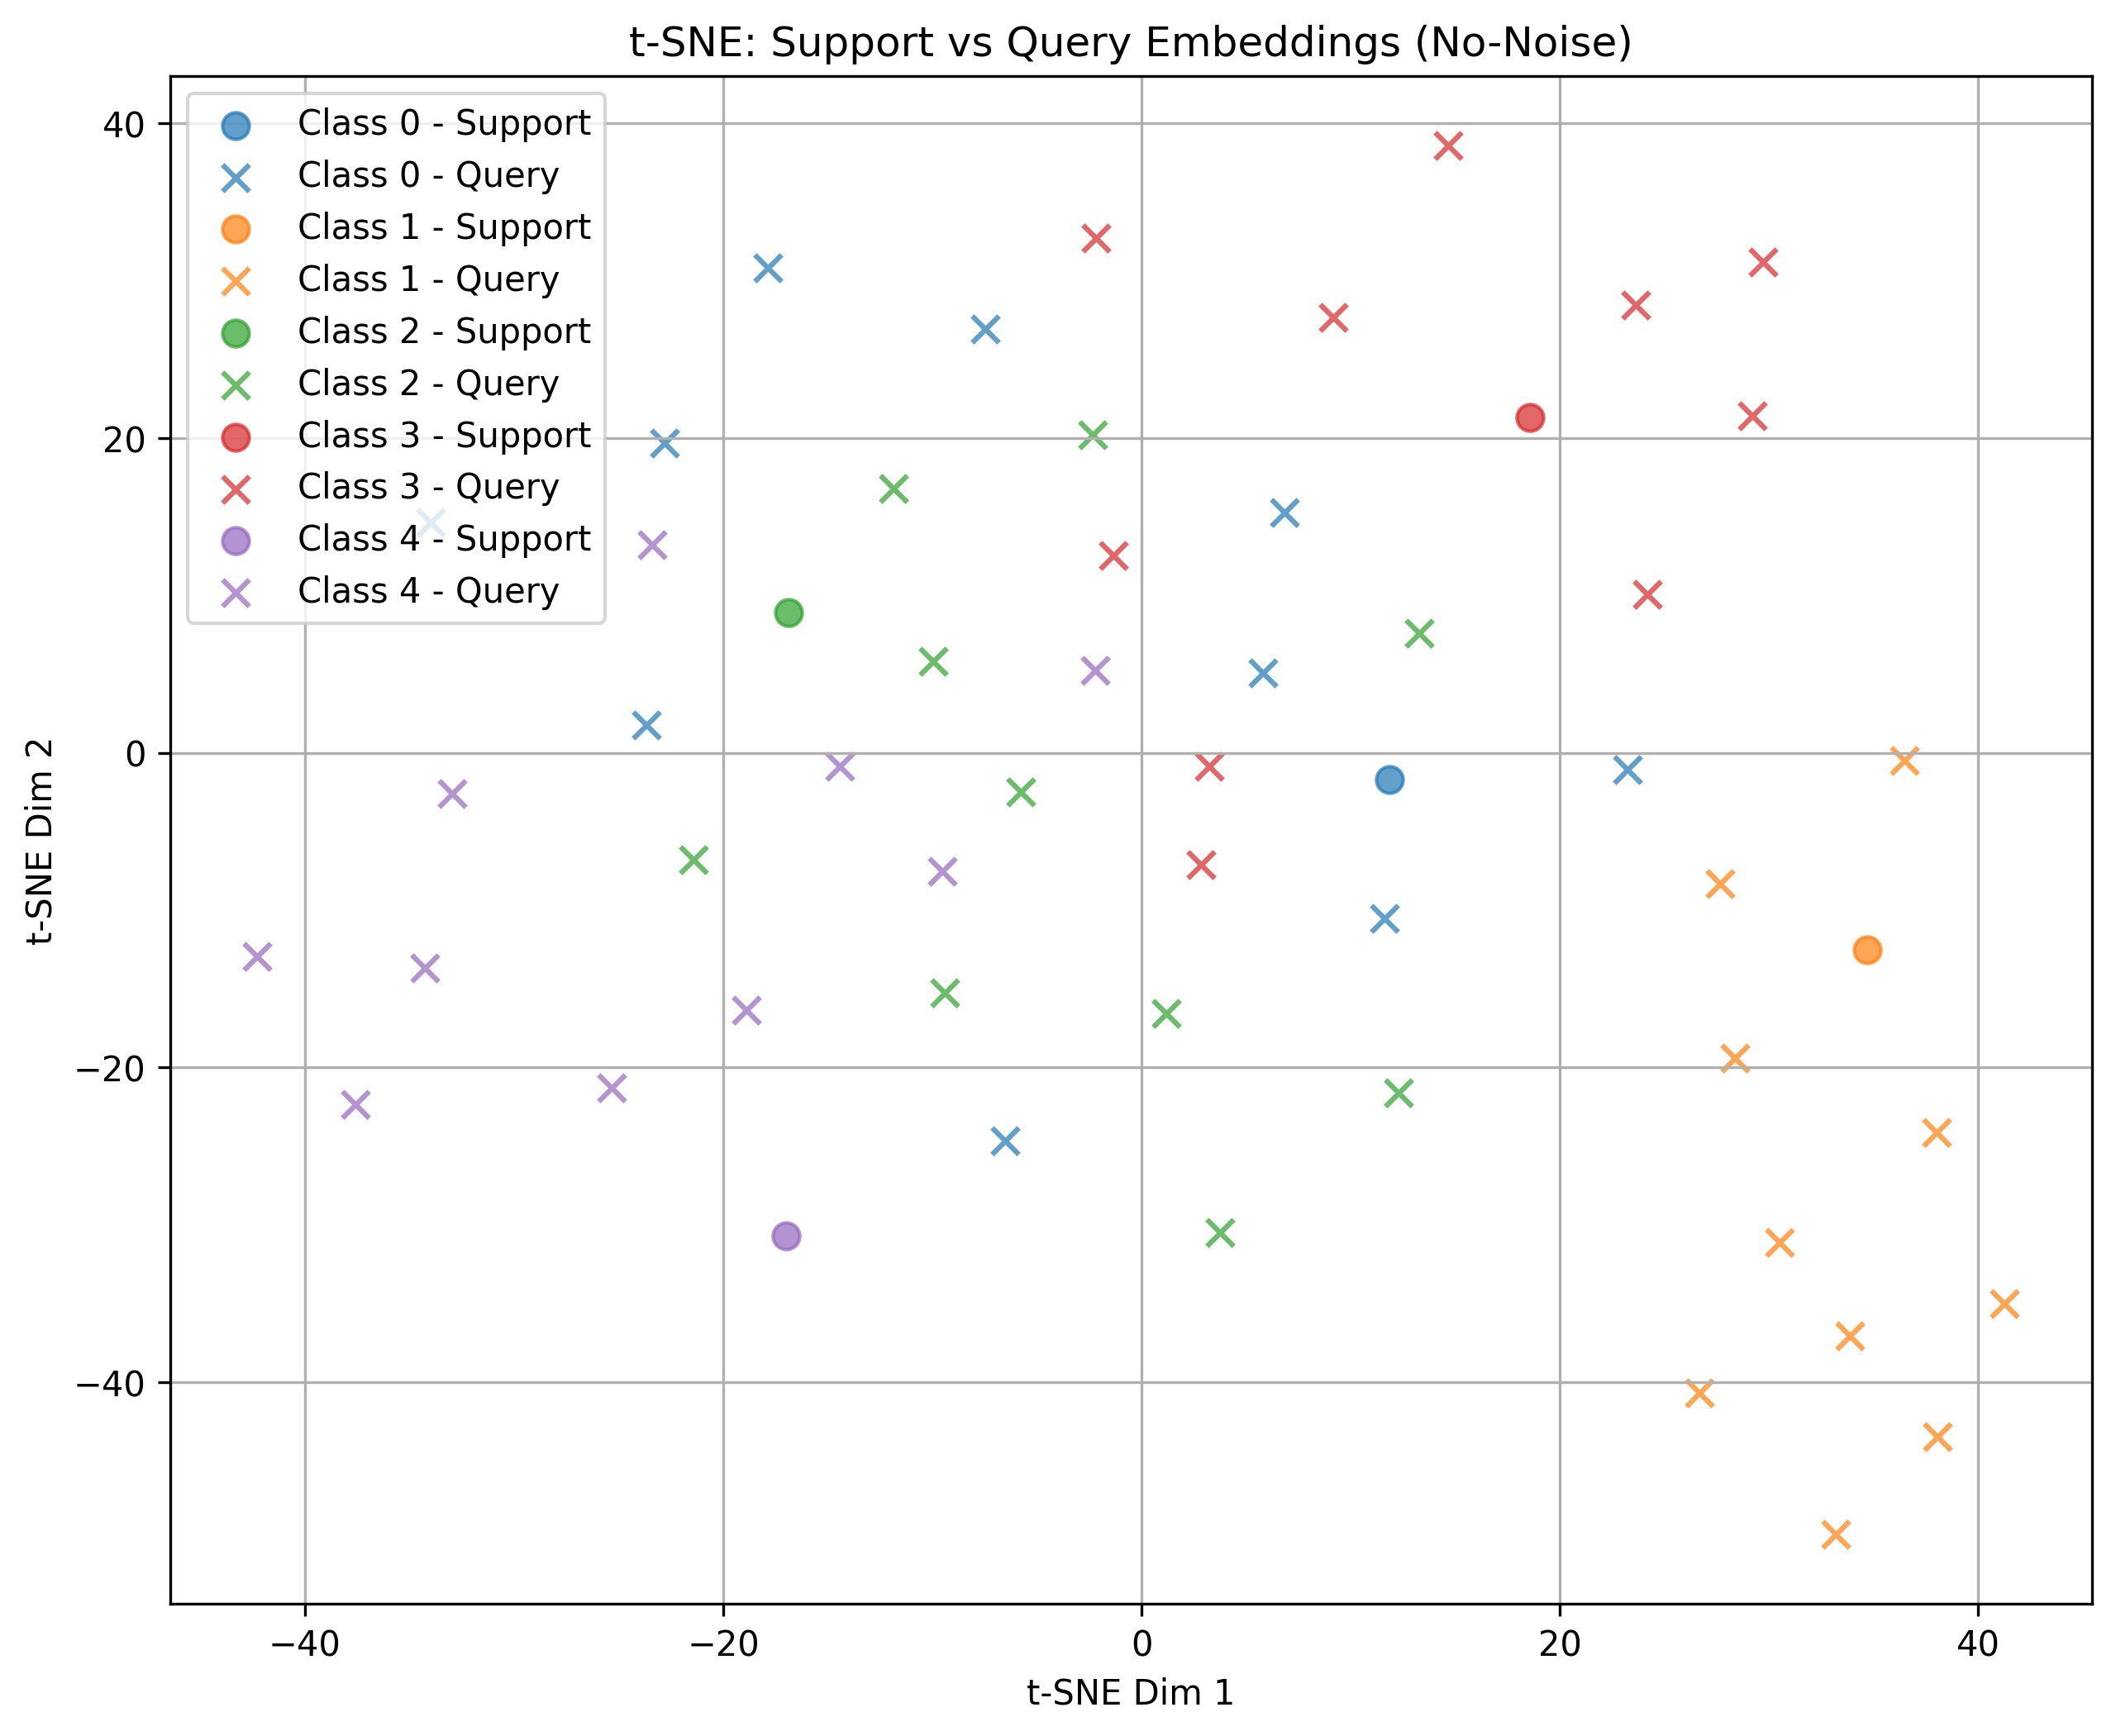 t-SNE: Support vs Query Embeddings (No-Noise)
Class 0 - Support
Class 0 - Query
Class 1 - Support
Class 1 - Query
Class 2 - Support
Class 2 - Query
Class 3 - Support
Class 3 - Query
Class 4 - Support
Class 4 - Query
40
20
0
−20
−40
t-SNE Dim 2
−40
−20
0
20
40
t-SNE Dim 1